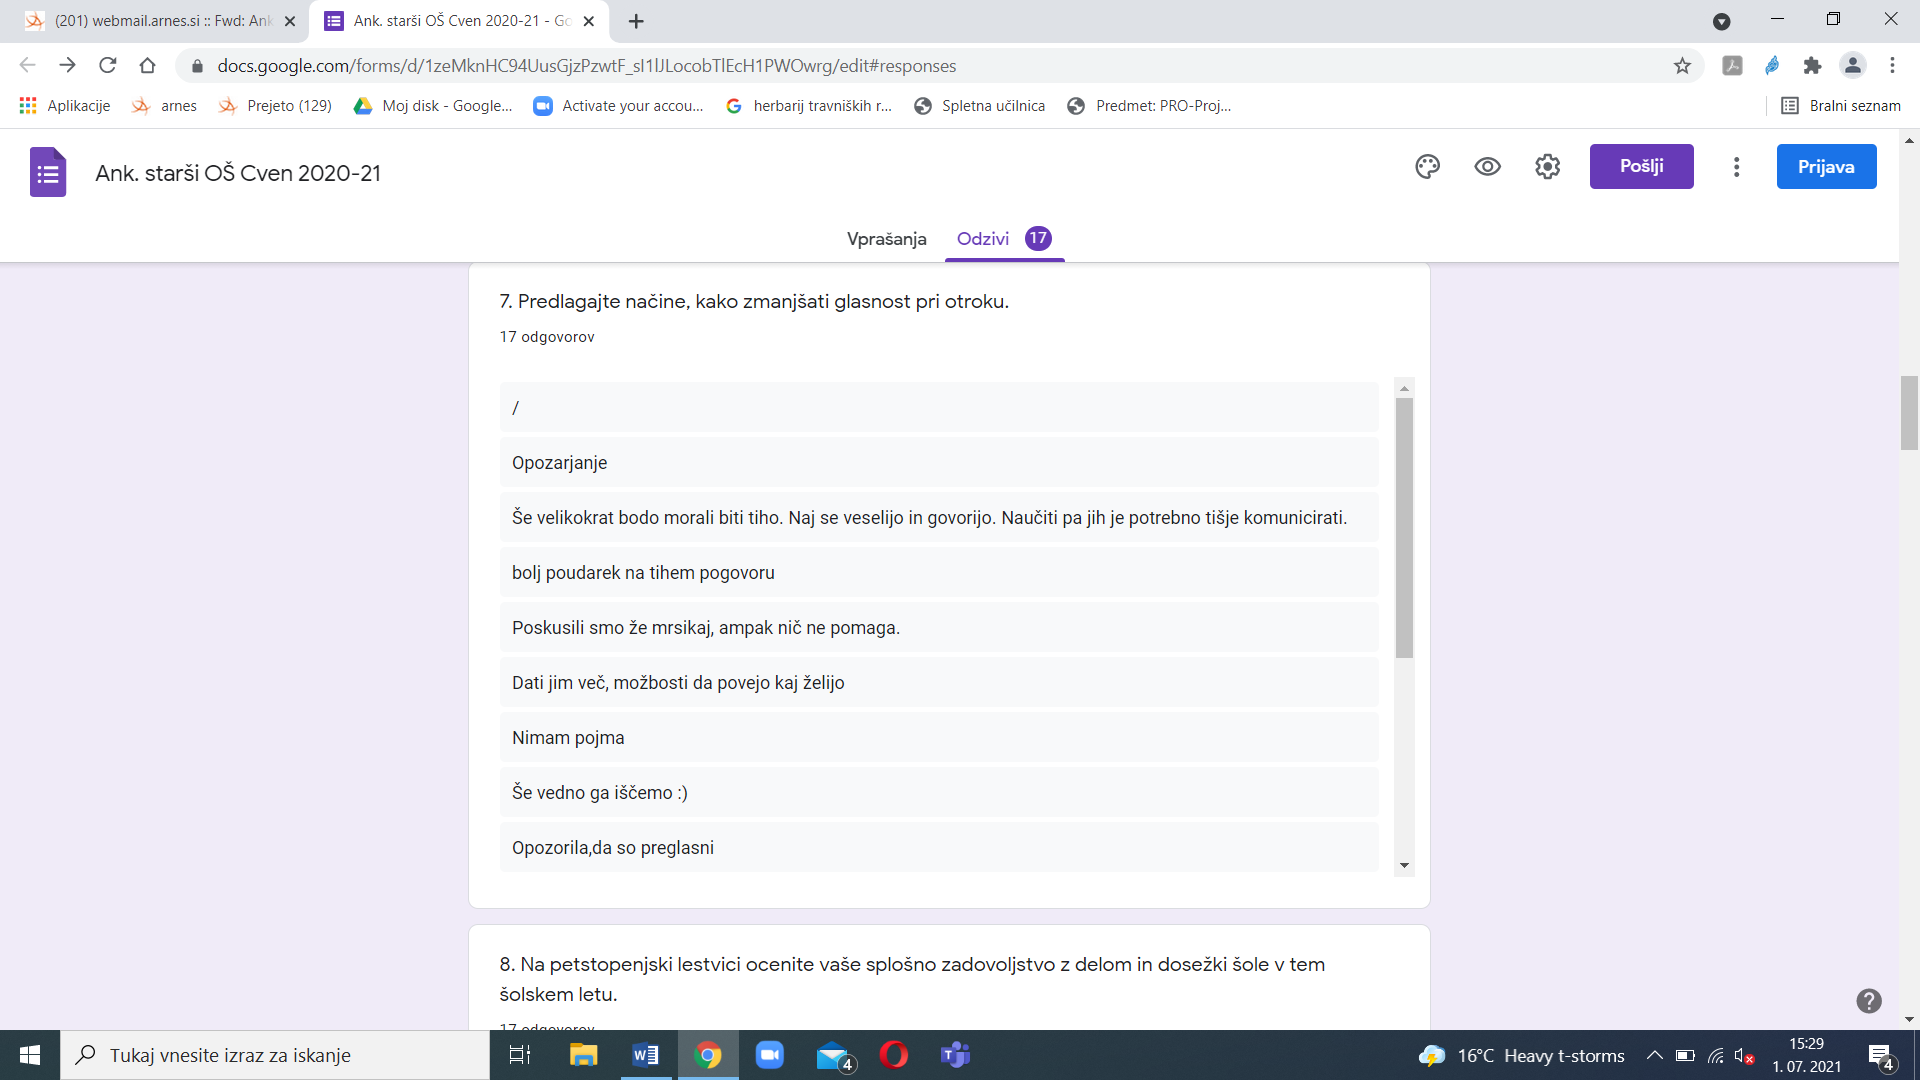 (201) webmail.arnes.si :: Fwd: Ank
Ank. starši OŠ Cven 2020-21 - Go
docs.google.com/forms/d/1zeMknHC94UusGjzPzwtF_sI1lJLocobTlEcH1PWOwrg/edit#responses
Aplikacije
arnes
Prejeto (129)
Moj disk - Google...
Activate your accou...
herbarij travniških r...
Spletna učilnica
Predmet: PRO-Proj...
Bralni seznam
Ank. starši OŠ Cven 2020-21
Pošlji
Prijava
Vprašanja
Odzivi 17
7. Predlagajte načine, kako zmanjšati glasnost pri otroku.
17 odgovorov
/
Opozarjanje
Še velikokrat bodo morali biti tiho. Naj se veselijo in govorijo. Naučiti pa jih je potrebno tišje komunicirati.
bolj poudarek na tihem pogovoru
Poskusili smo že mrsikaj, ampak nič ne pomaga.
Dati jim več, možbosti da povejo kaj želijo
Nimam pojma
Še vedno ga iščemo :)
Opozorila,da so preglasni
8. Na petstopenjski lestvici ocenite vaše splošno zadovoljstvo z delom in dosežki šole v tem
šolskem letu.
17 odgovorov
Tukaj vnesite izraz za iskanje
4
16°C Heavy t-storms
15:29
1. 07. 2021
4